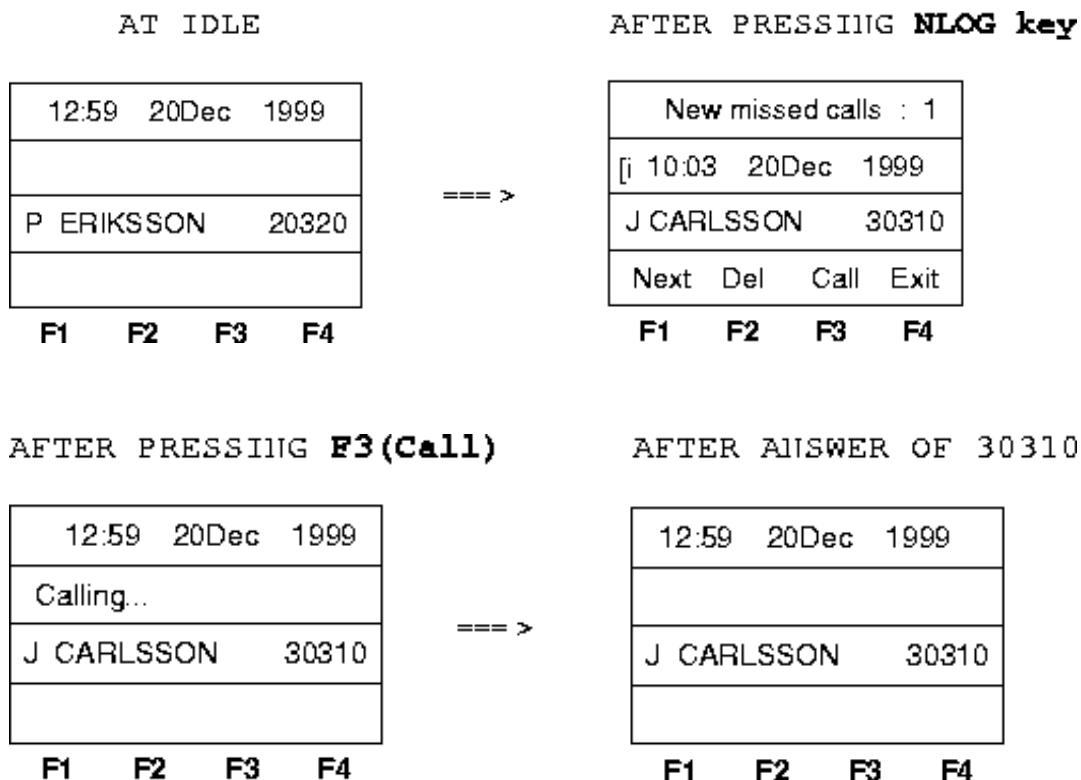 AT IDLE
12:59 20Dec 1999
P ERIKSSON 20320
F1 F2 F3 F4
===>
AFTER PRESSING NLOG key
New missed calls : 1
[i 10:03 20Dec 1999
J CARLSSON 30310
Next Del Call Exit
F1 F2 F3 F4
AFTER PRESSING F3(Call)
12:59 20Dec 1999
Calling...
J CARLSSON 30310
F1 F2 F3 F4
===>
AFTER ANSWER OF 30310
12:59 20Dec 1999
J CARLSSON 30310
F1 F2 F3 F4